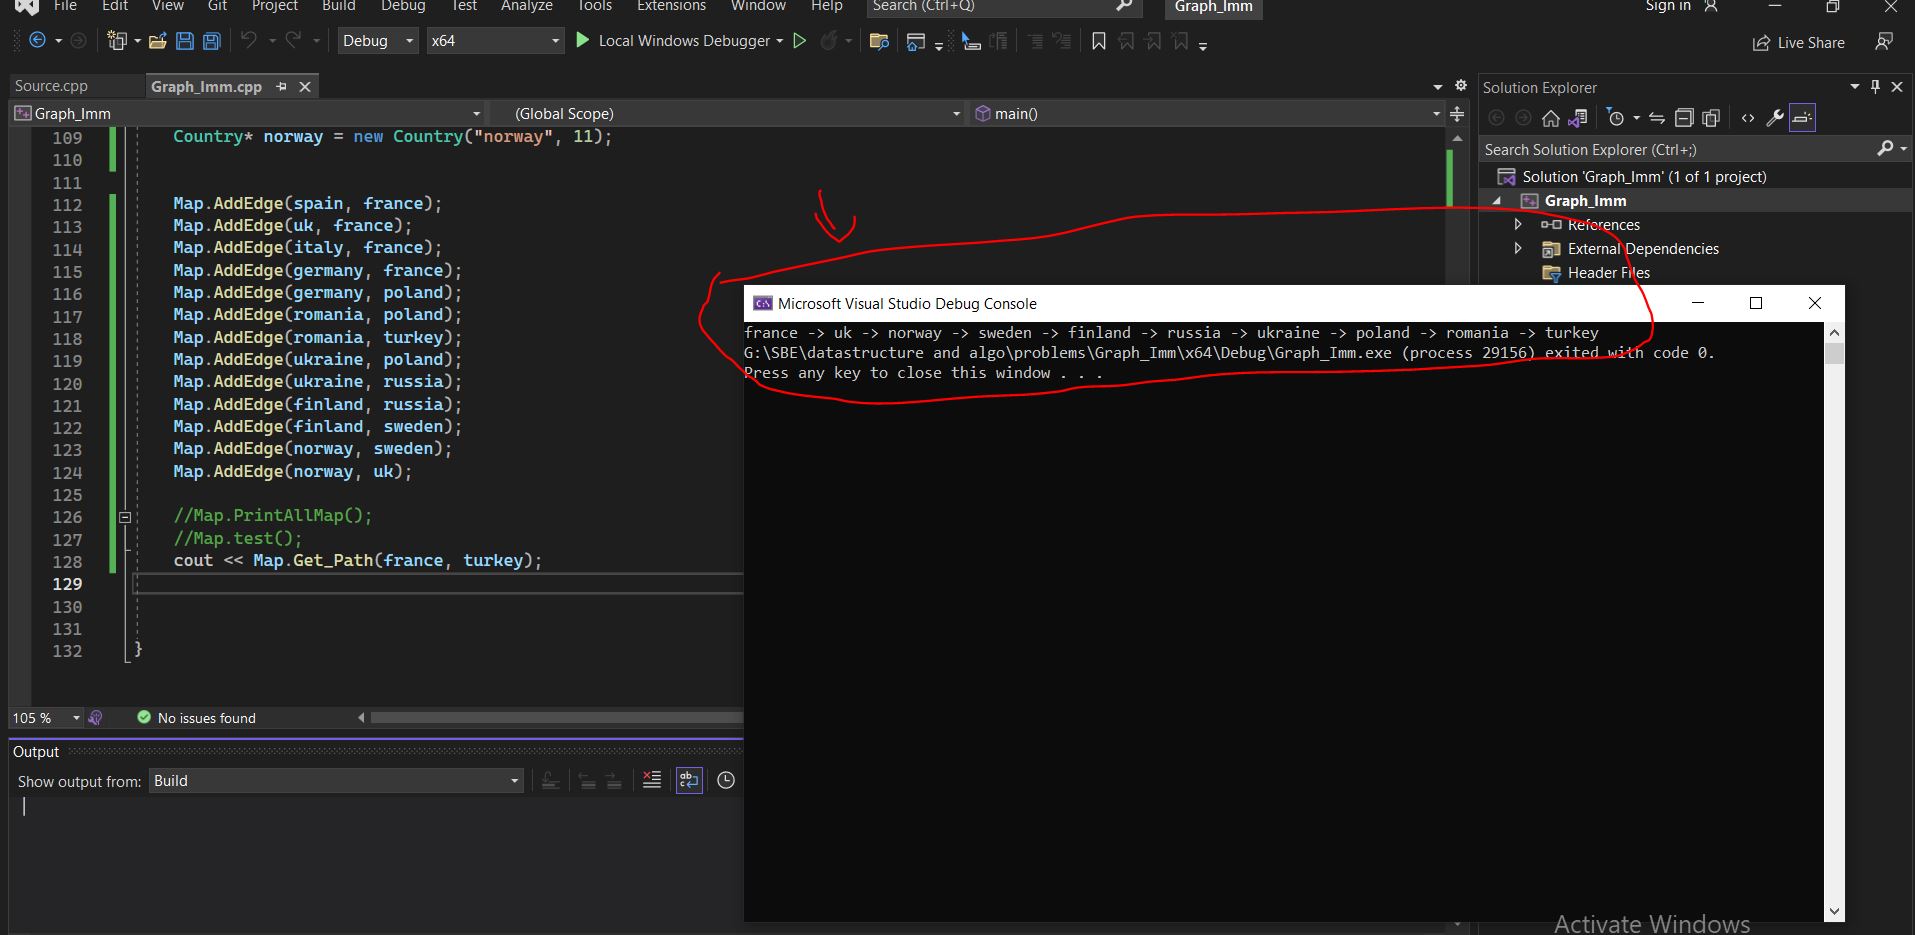 File Edit View Git Project Build Debug Test Analyze Tools Extensions Window Help Search (Ctrl+Q) Graph_Imm Sign in
Debug x64 Local Windows Debugger Live Share
Source.cpp Graph_Imm.cpp
Graph_Imm (Global Scope) main()
109 Country* norway = new Country("norway", 11);
110
111
112 Map.AddEdge(spain, france);
113 Map.AddEdge(uk, france);
114 Map.AddEdge(italy, france);
115 Map.AddEdge(germany, france);
116 Map.AddEdge(germany, poland);
117 Map.AddEdge(romania, poland);
118 Map.AddEdge(romania, turkey);
119 Map.AddEdge(ukraine, poland);
120 Map.AddEdge(ukraine, russia);
121 Map.AddEdge(finland, russia);
122 Map.AddEdge(finland, sweden);
123 Map.AddEdge(norway, sweden);
124 Map.AddEdge(norway, uk);
125
126 //Map.PrintAllMap();
127 //Map.test();
128 cout << Map.Get_Path(france, turkey);
129
130
131
132 }
105 % No issues found
Output
Show output from: Build
Solution Explorer
Search Solution Explorer (Ctrl+;)
Solution 'Graph_Imm' (1 of 1 project)
Graph_Imm
References
External Dependencies
Header Files
Microsoft Visual Studio Debug Console
france -> uk -> norway -> sweden -> finland -> russia -> ukraine -> poland -> romania -> turkey
G:\SBE\datastructure and algo\problems\Graph_Imm\x64\Debug\Graph_Imm.exe (process 29156) exited with code 0.
Press any key to close this window . . .
Activate Windows